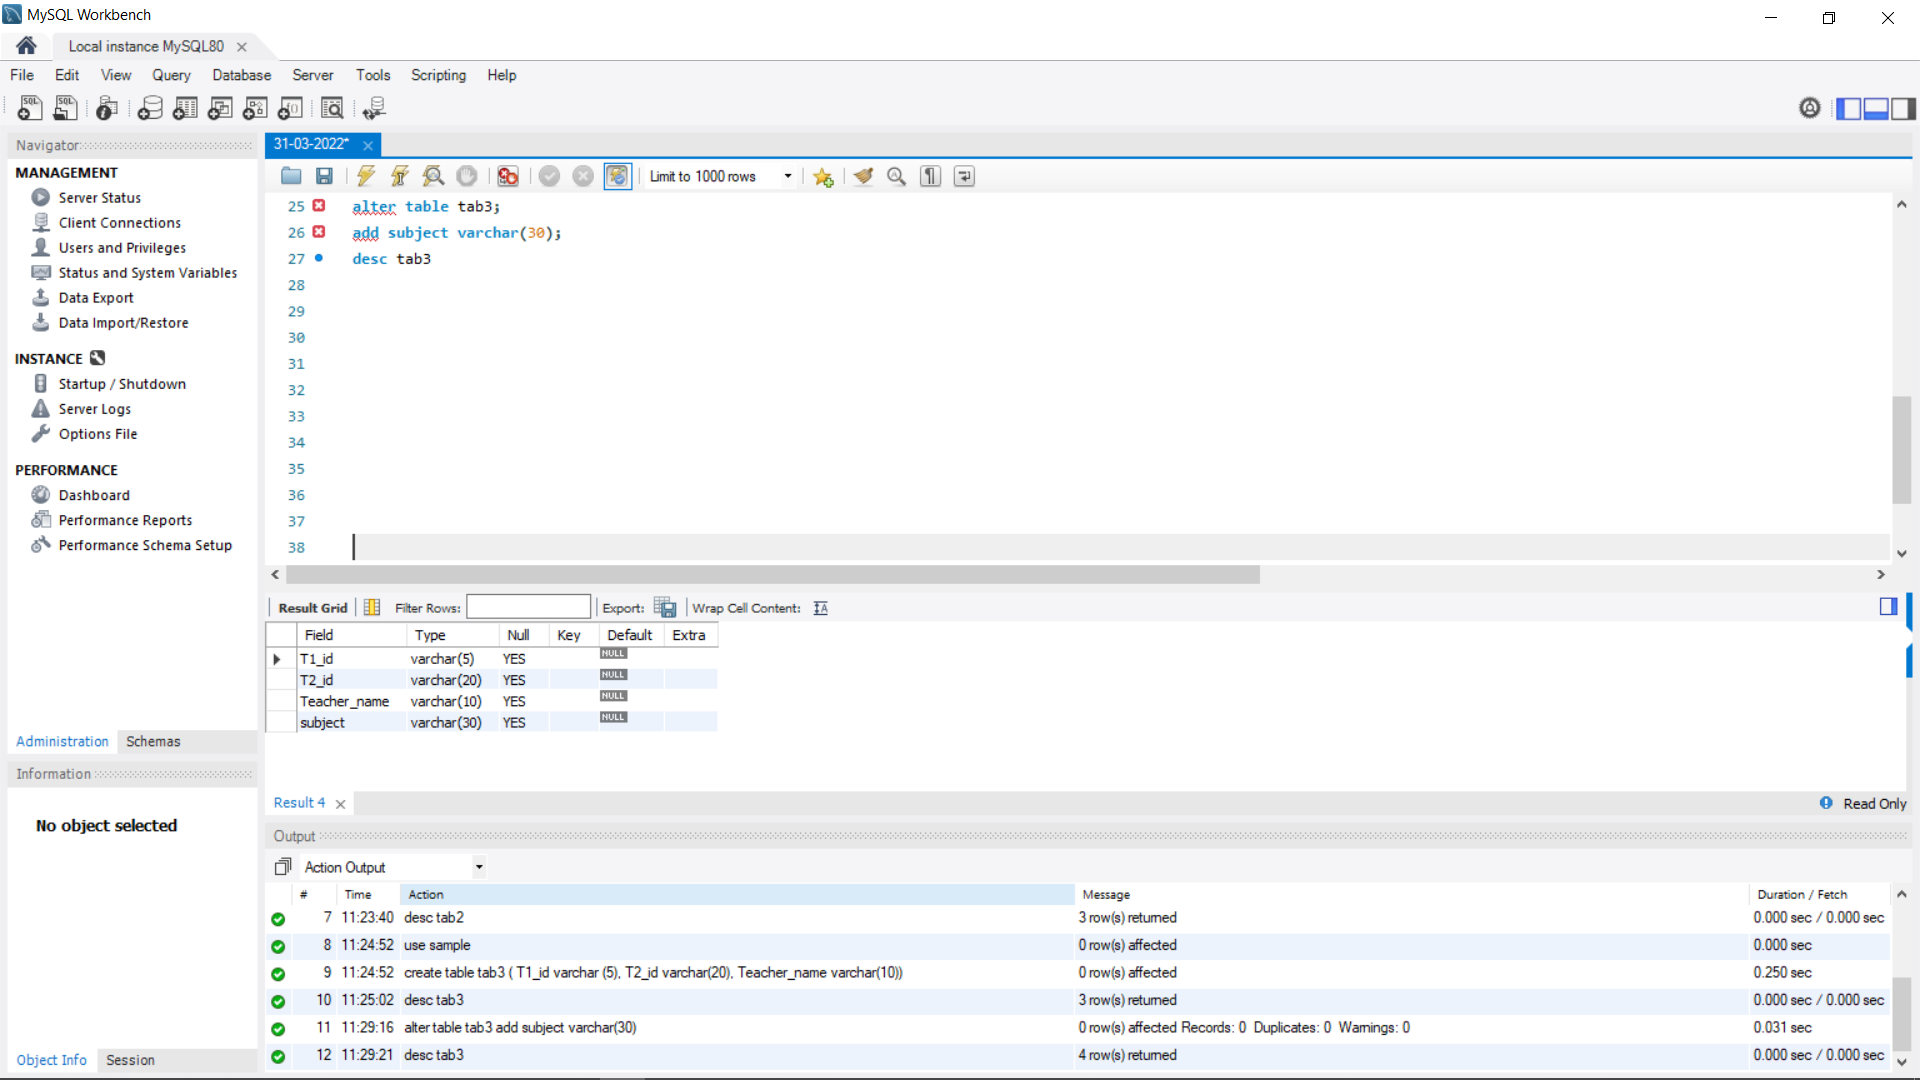 MySQL Workbench
Local instance MySQL80
File Edit View Query Database Server Tools Scripting Help
Navigator
MANAGEMENT
Server Status
Client Connections
Users and Privileges
Status and System Variables
Data Export
Data Import/Restore
INSTANCE
Startup / Shutdown
Server Logs
Options File
PERFORMANCE
Dashboard
Performance Reports
Performance Schema Setup
Administration Schemas
Information
No object selected
Object Info Session
31-03-2022*
Limit to 1000 rows
25 alter table tab3;
26 add subject varchar(30);
27 desc tab3
28
29
30
31
32
33
34
35
36
37
38
Result Grid Filter Rows: Export: Wrap Cell Content:
Field Type Null Key Default Extra
T1_id varchar(5) YES NULL
T2_id varchar(20) YES NULL
Teacher_name varchar(10) YES NULL
subject varchar(30) YES NULL
Result 4 Read Only
Output
Action Output
# Time Action Message Duration / Fetch
7 11:23:40 desc tab2 3 row(s) returned 0.000 sec / 0.000 sec
8 11:24:52 use sample 0 row(s) affected 0.000 sec
9 11:24:52 create table tab3 ( T1_id varchar (5), T2_id varchar(20), Teacher_name varchar(10)) 0 row(s) affected 0.250 sec
10 11:25:02 desc tab3 3 row(s) returned 0.000 sec / 0.000 sec
11 11:29:16 alter table tab3 add subject varchar(30) 0 row(s) affected Records: 0 Duplicates: 0 Warnings: 0 0.031 sec
12 11:29:21 desc tab3 4 row(s) returned 0.000 sec / 0.000 sec